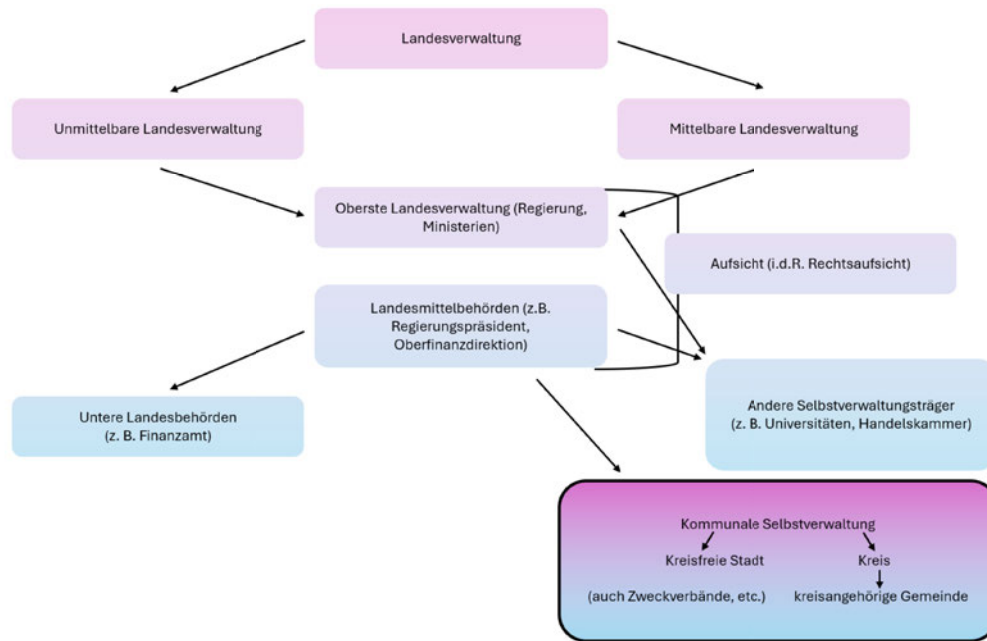 Landesverwaltung
Unmittelbare Landesverwaltung
Mittelbare Landesverwaltung
Oberste Landesverwaltung (Regierung,
Ministerien)
Aufsicht (i.d.R. Rechtsaufsicht)
Landesmittelbehörden (z.B.
Regierungspräsident,
Oberfinanzdirektion)
Untere Landesbehörden
(z. B. Finanzamt)
Andere Selbstverwaltungsträger
(z. B. Universitäten, Handelskammer)
Kommunale Selbstverwaltung
Kreisfreie Stadt
Kreis
(auch Zweckverbände, etc.)
kreisangehörige Gemeinde